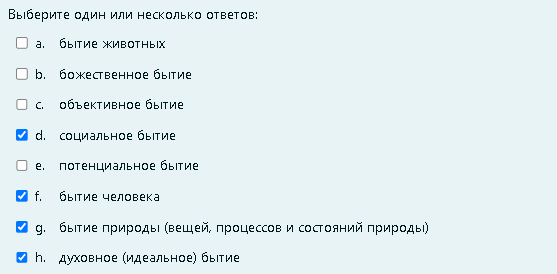 Выберите один или несколько ответов:
a. бытие животных
b. божественное бытие
c. объективное бытие
d. социальное бытие
e. потенциальное бытие
f. бытие человека
g. бытие природы (вещей, процессов и состояний природы)
h. духовное (идеальное) бытие